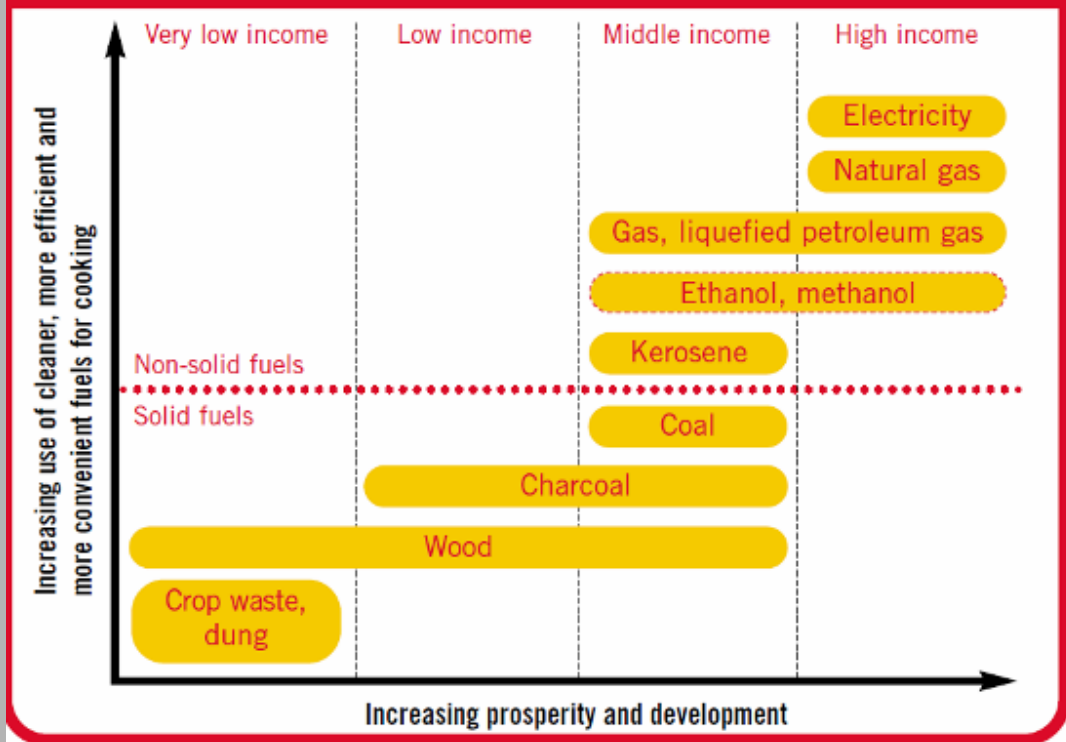 Very low income
Low income
Middle income
High income
Electricity
Natural gas
Gas, liquefied petroleum gas
Ethanol, methanol
Kerosene
Non-solid fuels
Solid fuels
Coal
Charcoal
Wood
Crop waste,
dung
Increasing use of cleaner, more efficient and
more convenient fuels for cooking
Increasing prosperity and development